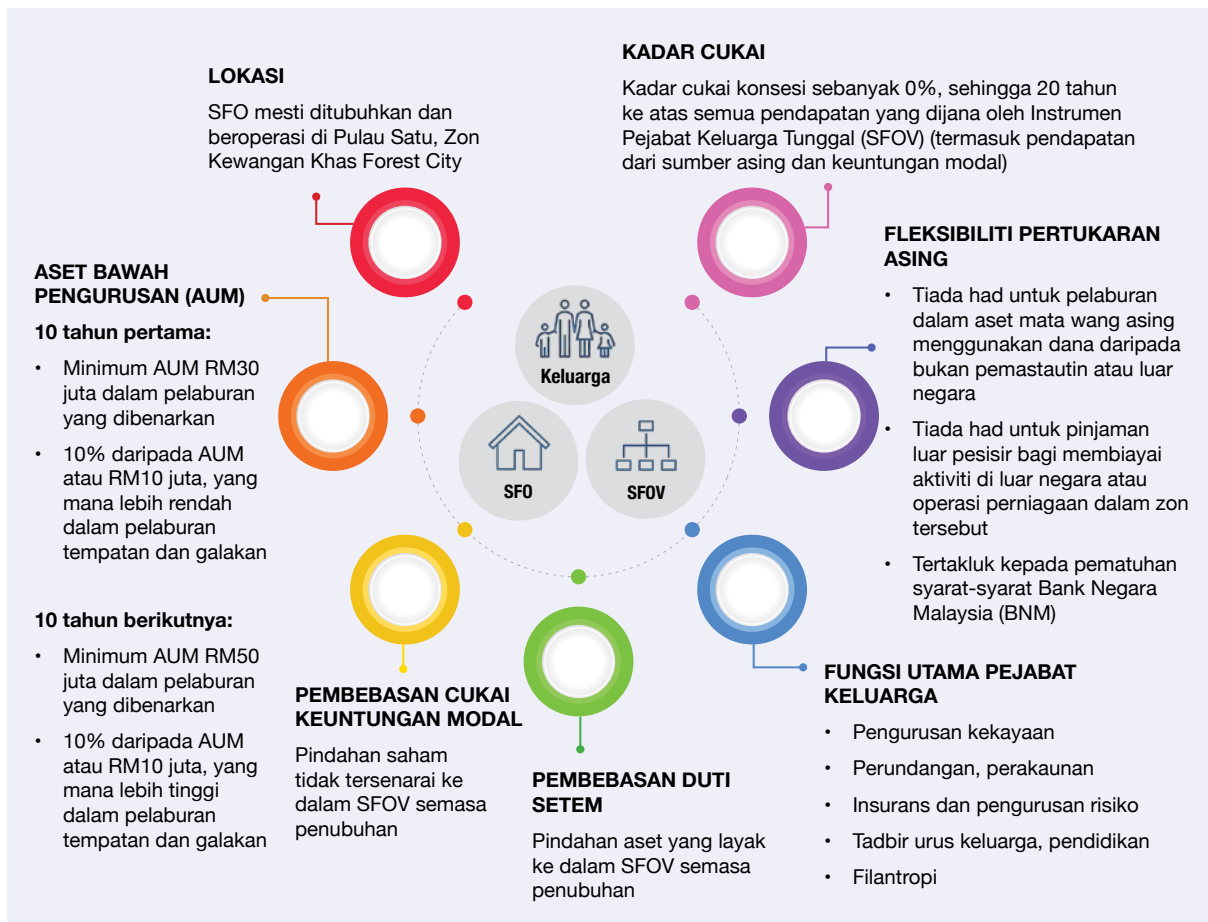 LOKASI
SFO mesti ditubuhkan dan
beroperasi di Pulau Satu, Zon
Kewangan Khas Forest City
KADAR CUKAI
Kadar cukai konsesi sebanyak 0%, sehingga 20 tahun
ke atas semua pendapatan yang dijana oleh Instrumen
Pejabat Keluarga Tunggal (SFOV) (termasuk pendapatan
dari sumber asing dan keuntungan modal)
ASET BAWAH
PENGURUSAN (AUM)
10 tahun pertama:
• Minimum AUM RM30
juta dalam pelaburan
yang dibenarkan
• 10% daripada AUM
atau RM10 juta, yang
mana lebih rendah
dalam pelaburan
tempatan dan galakan
10 tahun berikutnya:
• Minimum AUM RM50
juta dalam pelaburan
yang dibenarkan
• 10% daripada AUM
atau RM10 juta, yang
mana lebih tinggi
dalam pelaburan
tempatan dan galakan
Keluarga
SFO
SFOV
FLEKSIBILITI PERTUKARAN
ASING
• Tiada had untuk pelaburan
dalam aset mata wang asing
menggunakan dana daripada
bukan pemastautin atau luar
negara
• Tiada had untuk pinjaman
luar pesisir bagi membiayai
aktiviti di luar negara atau
operasi perniagaan dalam zon
tersebut
• Tertakluk kepada pematuhan
syarat-syarat Bank Negara
Malaysia (BNM)
PEMBEBASAN CUKAI
KEUNTUNGAN MODAL
Pindahan saham
tidak tersenarai ke
dalam SFOV semasa
penubuhan
PEMBEBASAN DUTI
SETEM
Pindahan aset yang layak
ke dalam SFOV semasa
penubuhan
FUNGSI UTAMA PEJABAT
KELUARGA
• Pengurusan kekayaan
• Perundangan, perakaunan
• Insurans dan pengurusan risiko
• Tadbir urus keluarga, pendidikan
• Filantropi